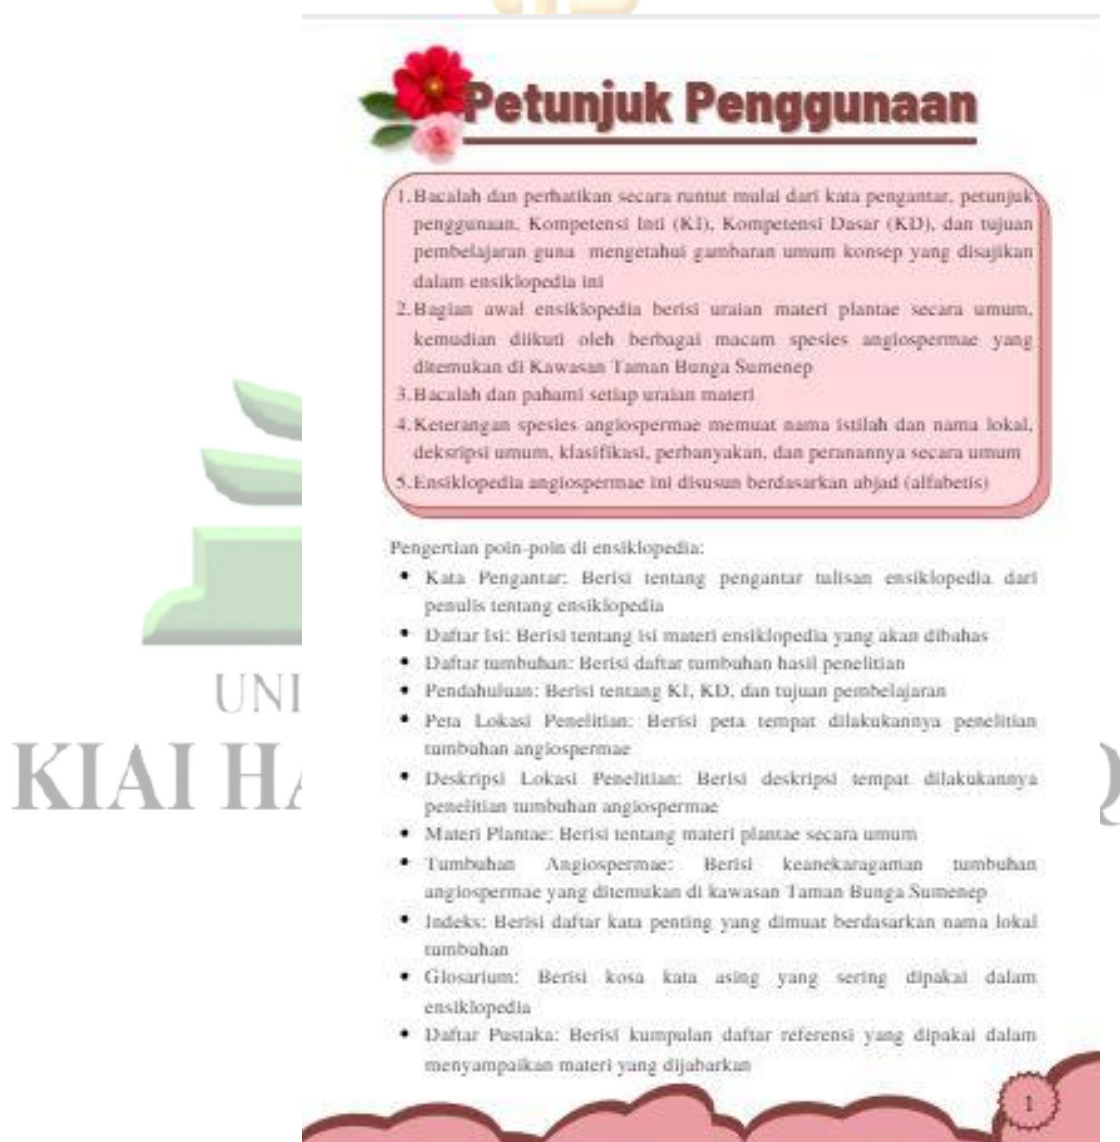 Petunjuk Penggunaan
1.Bacalah dan perhatikan secara runtut mulai dari kata pengantar, petunjuk
penggunaan, Kompetensi Inti (KI), Kompetensi Dasar (KD), dan tujuan
pembelajaran guna mengetahui gambaran umum konsep yang disajikan
dalam ensiklopedia ini
2.Bagian awal ensiklopedia berisi uraian materi plantae secara umum,
kemudian diikuti oleh berbagai macam spesies angiospermae yang
ditemukan di Kawasan Taman Bunga Sumenep
3.Bacalah dan pahami setiap uraian materi
4.Keterangan spesies angiospermae memuat nama istilah dan nama lokal,
deksripsi umum, klasifikasi, perbanyakan, dan peranannya secara umum
5.Ensiklopedia angiospermae ini disusun berdasarkan abjad (alfabetis)
Pengertian poin-poin di ensiklopedia:
• Kata Pengantar: Berisi tentang pengantar tulisan ensiklopedia dari
penulis tentang ensiklopedia
• Daftar Isi: Berisi tentang isi materi ensiklopedia yang akan dibahas
• Daftar tumbuhan: Berisi daftar tumbuhan hasil penelitian
• Pendahuluan: Berisi tentang KI, KD, dan tujuan pembelajaran
• Peta Lokasi Penelitian: Berisi peta tempat dilakukannya penelitian
tumbahan angiospermae
• Deskripsi Lokasi Penelitian: Berisi deskripsi tempat dilakukannya
penelitian tumbuhan angiospermae
• Materi Plantae: Berisi tentang materi plantae secara umum
• Tumbuhan Angiospermae: Berisi keanekaragaman tumbuhan
angiospermae yang ditemukan di kawasan Taman Bunga Sumenep
• Indeks: Berisi daftar kata penting yang dimuat berdasarkan nama lokal
tumbahan
• Glosarium: Berisi kosa kata asing yang sering dipakai dalam
ensiklopedia
• Daftar Pustaka: Berisi kumpulan daftar referensi yang dipakai dalam
menyampaikan materi yang dijabarkan
UNI
KIAI HA
1